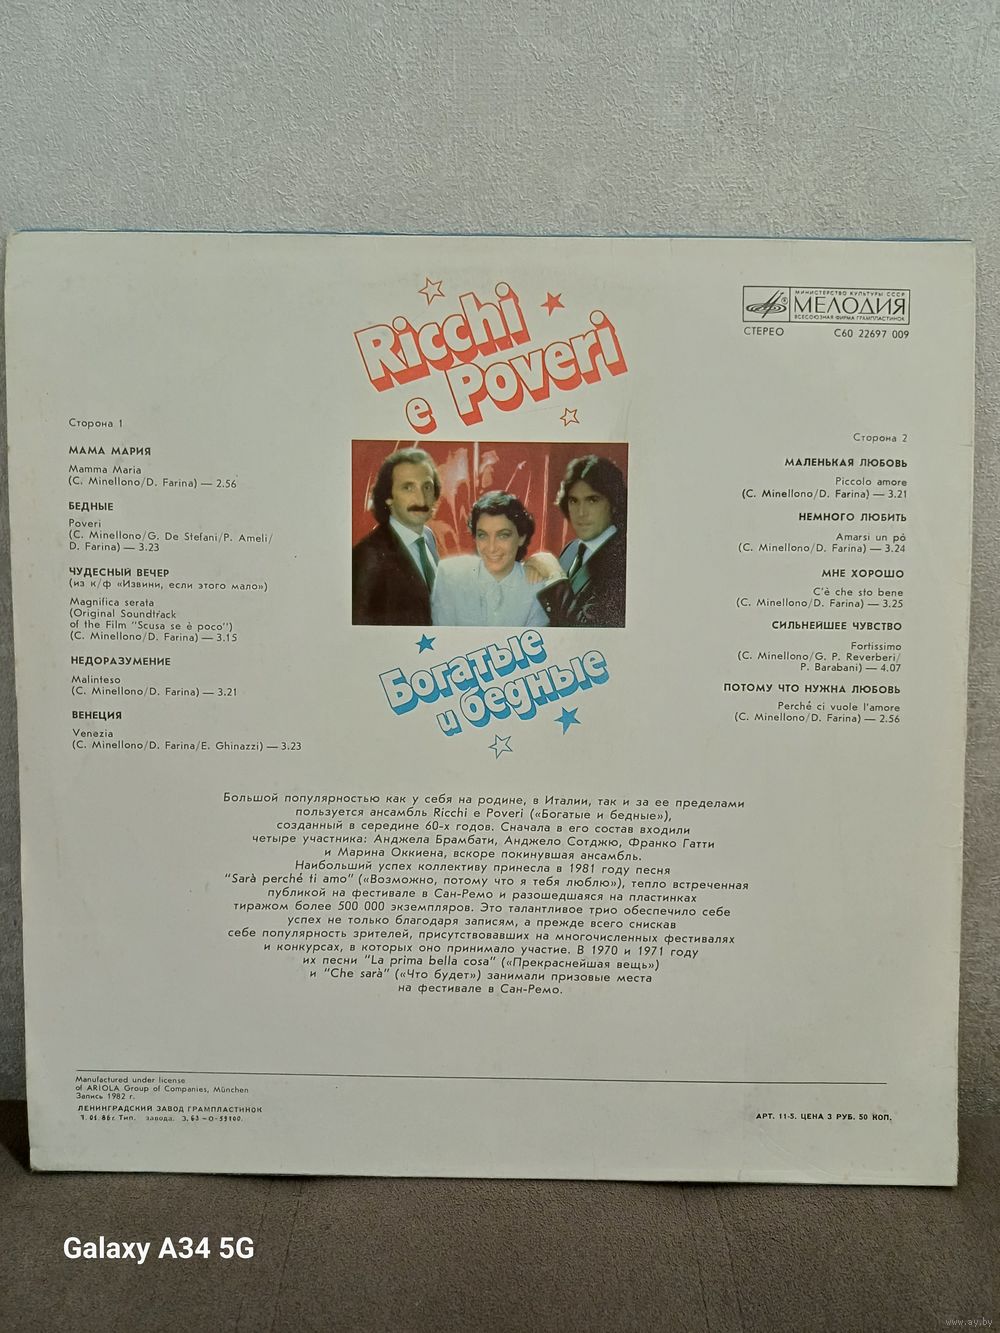 Ricchi
e Poveri
МИНИСТЕРСТВО КУЛЬТУРЫ СССР
МЕЛОДИЯ
ВСЕСОЮЗНАЯ ФИРМА ГРАМПЛАСТИНОК
СТЕРЕО С60 22697 009
Сторона 1
МАМА МАРИЯ
Mamma Maria
(C. Minellono/D. Farina) — 2.56
БЕДНЫЕ
Poveri
(C. Minellono/G. De Stefani/P. Ameli/
D. Farina) — 3.23
ЧУДЕСНЫЙ ВЕЧЕР
(из к/ф «Извини, если этого мало»)
Magnifica serata
(Original Soundtrack
of the Film "Scusa se è poco")
(C. Minellono/D. Farina) — 3.15
НЕДОРАЗУМЕНИЕ
Malinteso
(C. Minellono/D. Farina) — 3.21
ВЕНЕЦИЯ
Venezia
(C. Minellono/D. Farina/E. Ghinazzi) — 3.23
Сторона 2
МАЛЕНЬКАЯ ЛЮБОВЬ
Piccolo amore
(C. Minellono/D. Farina) — 3.21
НЕМНОГО ЛЮБИТЬ
Amarsi un pò
(C. Minellono/D. Farina) — 3.24
МНЕ ХОРОШО
C'è che sto bene
(C. Minellono/D. Farina) — 3.25
СИЛЬНЕЙШЕЕ ЧУВСТВО
Fortissimo
(C. Minellono/G. P. Reverberi/
P. Barabani) — 4.07
ПОТОМУ ЧТО НУЖНА ЛЮБОВЬ
Perché ci vuole l'amore
(C. Minellono/D. Farina) — 2.56
Богатые
и бедные
Большой популярностью как у себя на родине, в Италии, так и за ее пределами
пользуется ансамбль Ricchi e Poveri («Богатые и бедные»),
созданный в середине 60-х годов. Сначала в его состав входили
четыре участника: Анджела Брамбати, Анджело Сотджю, Франко Гатти
и Марина Оккиена, вскоре покинувшая ансамбль.
Наибольший успех коллективу принесла в 1981 году песня
"Sarà perché ti amo" («Возможно, потому что я тебя люблю»), тепло встреченная
публикой на фестивале в Сан-Ремо и разошедшаяся на пластинках
тиражом более 500 000 экземпляров. Это талантливое трио обеспечило себе
успех не только благодаря записям, а прежде всего снискав
себе популярность зрителей, присутствовавших на многочисленных фестивалях
и конкурсах, в которых оно принимало участие. В 1970 и 1971 году
их песни "La prima bella cosa" («Прекраснейшая вещь»)
и "Che sarà" («Что будет») занимали призовые места
на фестивале в Сан-Ремо.
Manufactured under license
of ARIOLA Group of Companies, München
Запись 1982 г.
ЛЕНИНГРАДСКИЙ ЗАВОД ГРАМПЛАСТИНОК
1.01.86г. Тип. завода. З. 63-0-59100.
АРТ. 11-5. ЦЕНА 3 РУБ. 50 КОП.
Galaxy A34 5G
www.ay.by